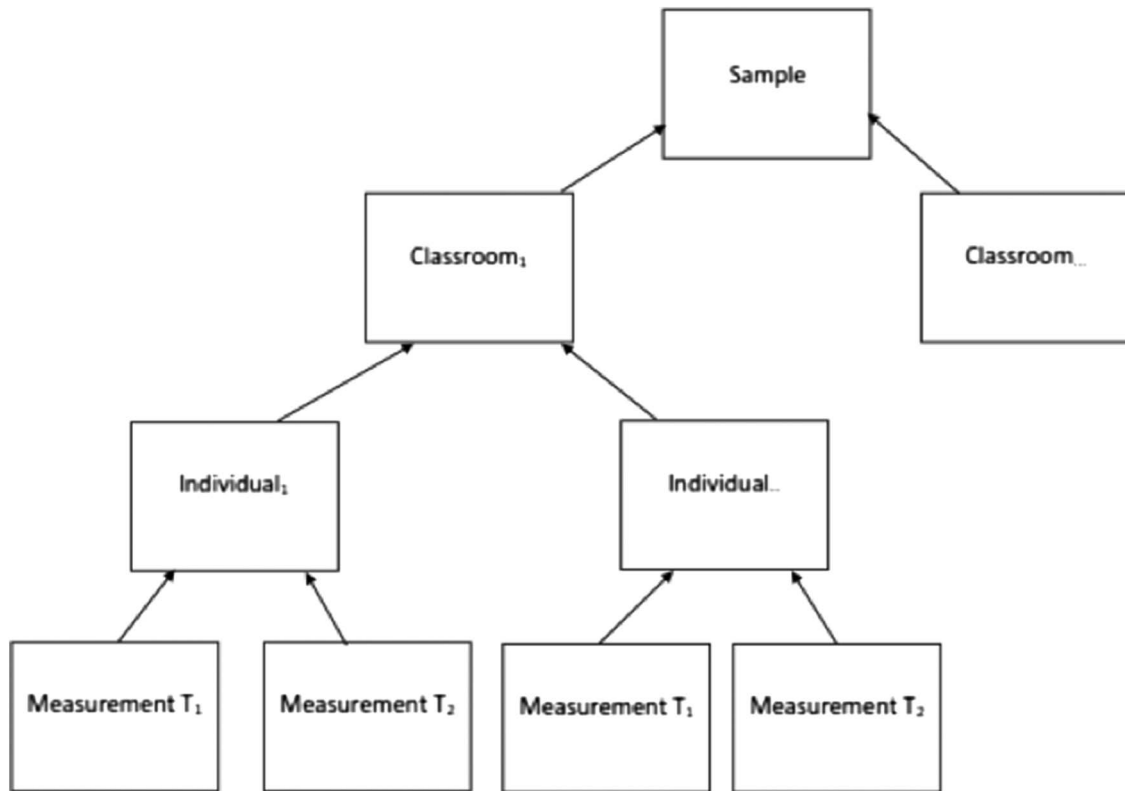 Sample
Classroom₁
Classroom...
Individual₁
Individual...
Measurement T₁
Measurement T₂
Measurement T₁
Measurement T₂